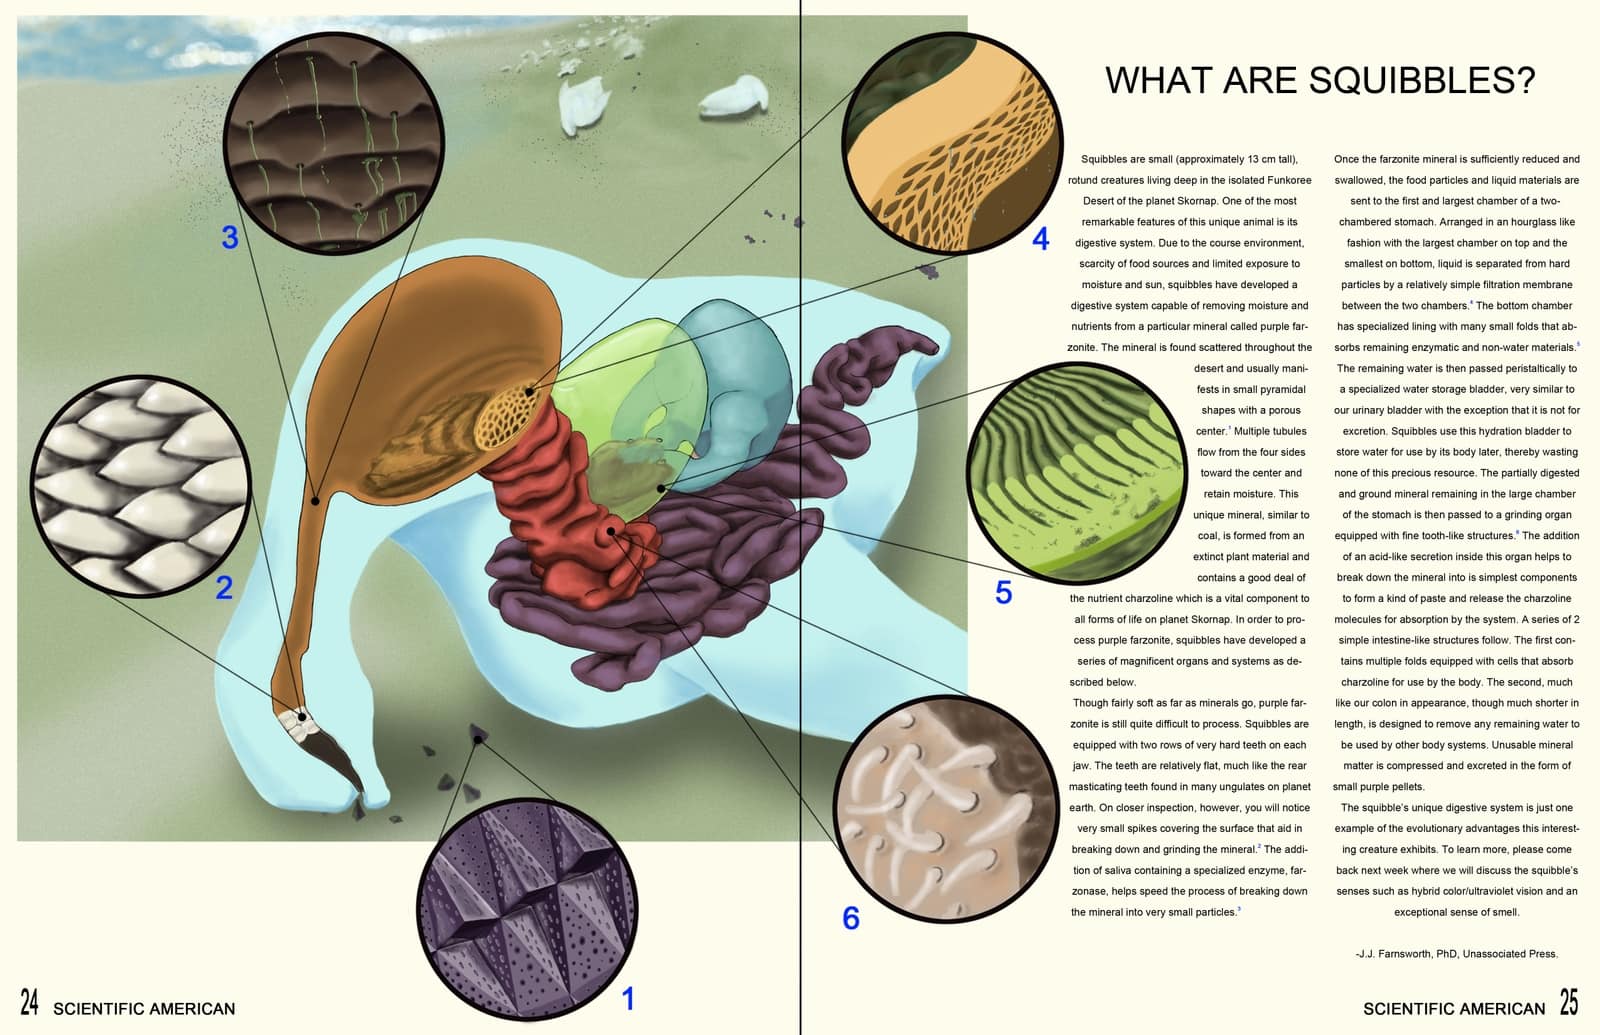 WHAT ARE SQUIBBLES?
Squibbles are small (approximately 13 cm tall),
rotund creatures living deep in the isolated Funkoree
Desert of the planet Skornap. One of the most
remarkable features of this unique animal is its
digestive system. Due to the course environment,
scarcity of food sources and limited exposure to
moisture and sun, squibbles have developed a
digestive system capable of removing moisture and
nutrients from a particular mineral called purple far-
zonite. The mineral is found scattered throughout the
desert and usually mani-
fests in small pyramidal
shapes with a porous
center.¹ Multiple tubules
flow from the four sides
toward the center and
retain moisture. This
unique mineral, similar to
coal, is formed from an
extinct plant material and
contains a good deal of
the nutrient charzoline which is a vital component to
all forms of life on planet Skornap. In order to pro-
cess purple farzonite, squibbles have developed a
series of magnificent organs and systems as de-
scribed below.
Though fairly soft as far as minerals go, purple far-
zonite is still quite difficult to process. Squibbles are
equipped with two rows of very hard teeth on each
jaw. The teeth are relatively flat, much like the rear
masticating teeth found in many ungulates on planet
earth. On closer inspection, however, you will notice
very small spikes covering the surface that aid in
breaking down and grinding the mineral.² The addi-
tion of saliva containing a specialized enzyme, far-
zonase, helps speed the process of breaking down
the mineral into very small particles.³
Once the farzonite mineral is sufficiently reduced and
swallowed, the food particles and liquid materials are
sent to the first and largest chamber of a two-
chambered stomach. Arranged in an hourglass like
fashion with the largest chamber on top and the
smallest on bottom, liquid is separated from hard
particles by a relatively simple filtration membrane
between the two chambers.⁴ The bottom chamber
has specialized lining with many small folds that ab-
sorbs remaining enzymatic and non-water materials.⁵
The remaining water is then passed peristaltically to
a specialized water storage bladder, very similar to
our urinary bladder with the exception that it is not for
excretion. Squibbles use this hydration bladder to
store water for use by its body later, thereby wasting
none of this precious resource. The partially digested
and ground mineral remaining in the large chamber
of the stomach is then passed to a grinding organ
equipped with fine tooth-like structures.⁶ The addition
of an acid-like secretion inside this organ helps to
break down the mineral into is simplest components
to form a kind of paste and release the charzoline
molecules for absorption by the system. A series of 2
simple intestine-like structures follow. The first con-
tains multiple folds equipped with cells that absorb
charzoline for use by the body. The second, much
like our colon in appearance, though much shorter in
length, is designed to remove any remaining water to
be used by other body systems. Unusable mineral
matter is compressed and excreted in the form of
small purple pellets.
The squibble's unique digestive system is just one
example of the evolutionary advantages this interest-
ing creature exhibits. To learn more, please come
back next week where we will discuss the squibble's
senses such as hybrid color/ultraviolet vision and an
exceptional sense of smell.
-J.J. Farnsworth, PhD, Unassociated Press.
3
4
2
5
6
1
24 SCIENTIFIC AMERICAN
SCIENTIFIC AMERICAN 25